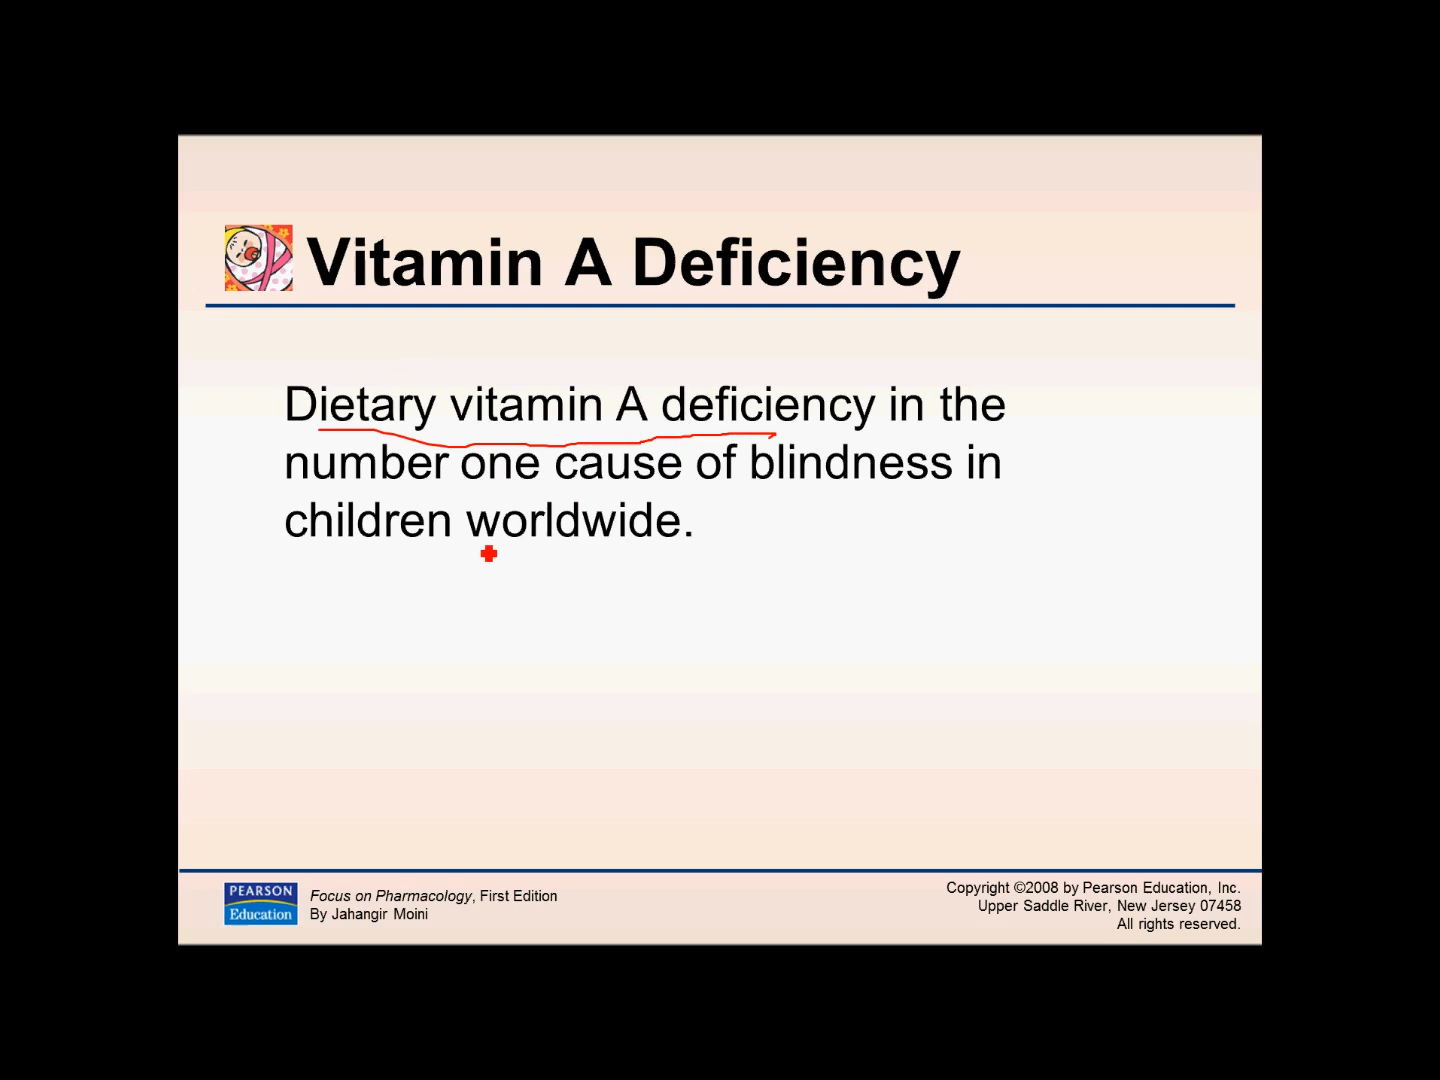 Vitamin A Deficiency
Dietary vitamin A deficiency in the
number one cause of blindness in
children worldwide.
PEARSON
Education
Focus on Pharmacology, First Edition
By Jahangir Moini
Copyright ©2008 by Pearson Education, Inc.
Upper Saddle River, New Jersey 07458
All rights reserved.